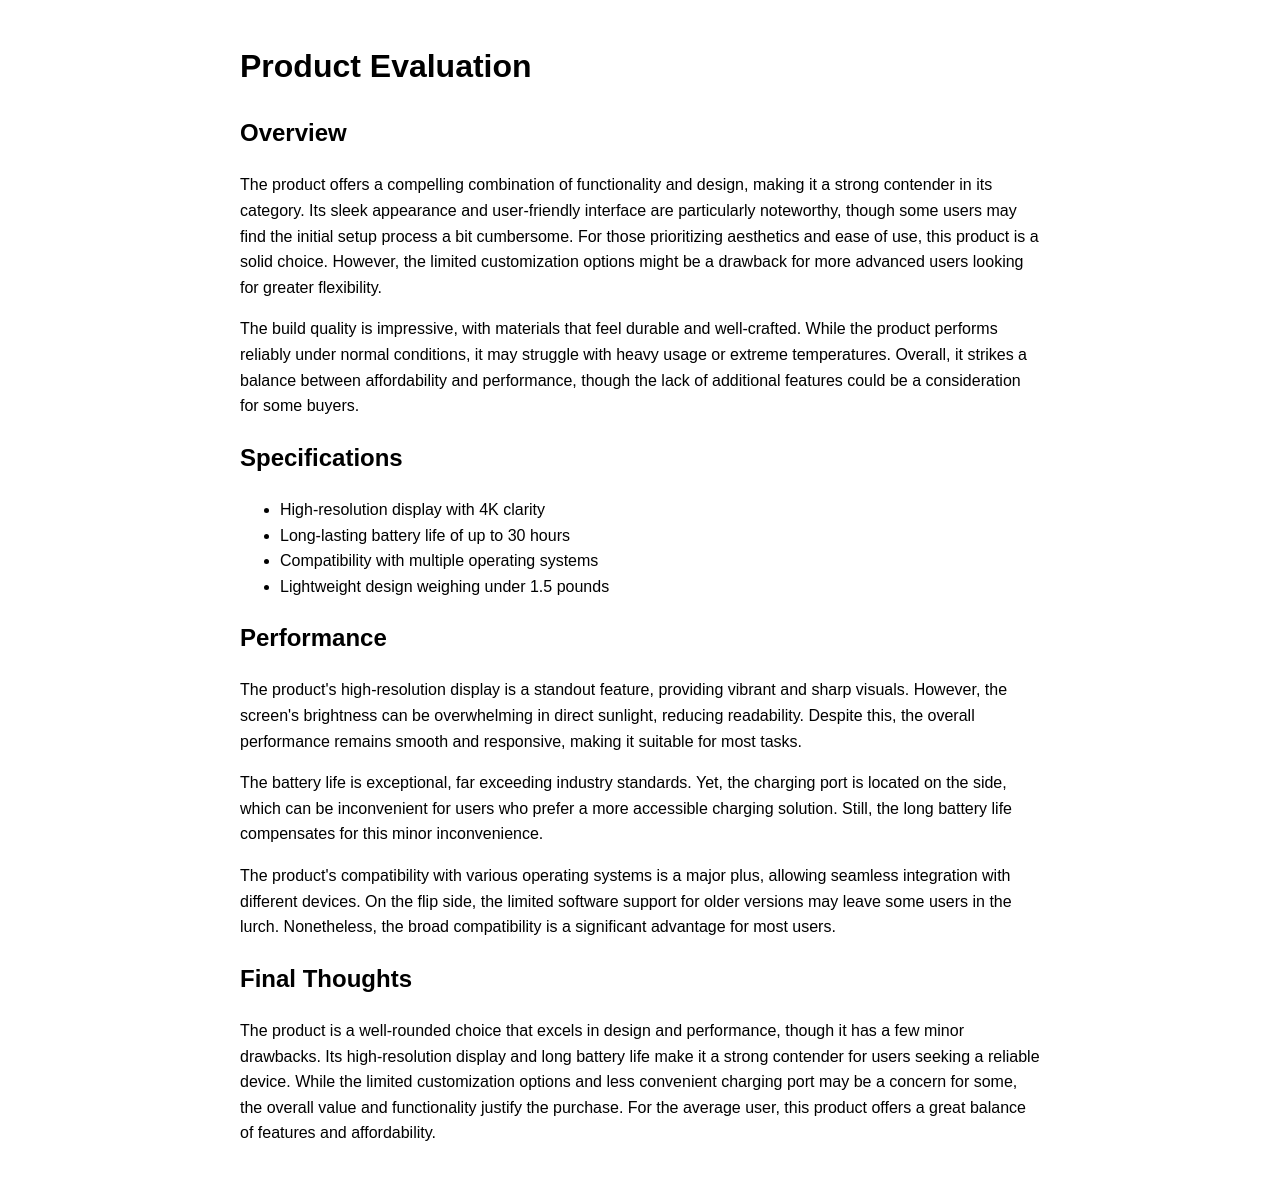 Product Evaluation
Overview
The product offers a compelling combination of functionality and design, making it a strong contender in its
category. Its sleek appearance and user-friendly interface are particularly noteworthy, though some users may
find the initial setup process a bit cumbersome. For those prioritizing aesthetics and ease of use, this product is a
solid choice. However, the limited customization options might be a drawback for more advanced users looking
for greater flexibility.
The build quality is impressive, with materials that feel durable and well-crafted. While the product performs
reliably under normal conditions, it may struggle with heavy usage or extreme temperatures. Overall, it strikes a
balance between affordability and performance, though the lack of additional features could be a consideration
for some buyers.
Specifications
• High-resolution display with 4K clarity
• Long-lasting battery life of up to 30 hours
• Compatibility with multiple operating systems
• Lightweight design weighing under 1.5 pounds
Performance
The product's high-resolution display is a standout feature, providing vibrant and sharp visuals. However, the
screen's brightness can be overwhelming in direct sunlight, reducing readability. Despite this, the overall
performance remains smooth and responsive, making it suitable for most tasks.
The battery life is exceptional, far exceeding industry standards. Yet, the charging port is located on the side,
which can be inconvenient for users who prefer a more accessible charging solution. Still, the long battery life
compensates for this minor inconvenience.
The product's compatibility with various operating systems is a major plus, allowing seamless integration with
different devices. On the flip side, the limited software support for older versions may leave some users in the
lurch. Nonetheless, the broad compatibility is a significant advantage for most users.
Final Thoughts
The product is a well-rounded choice that excels in design and performance, though it has a few minor
drawbacks. Its high-resolution display and long battery life make it a strong contender for users seeking a reliable
device. While the limited customization options and less convenient charging port may be a concern for some,
the overall value and functionality justify the purchase. For the average user, this product offers a great balance
of features and affordability.